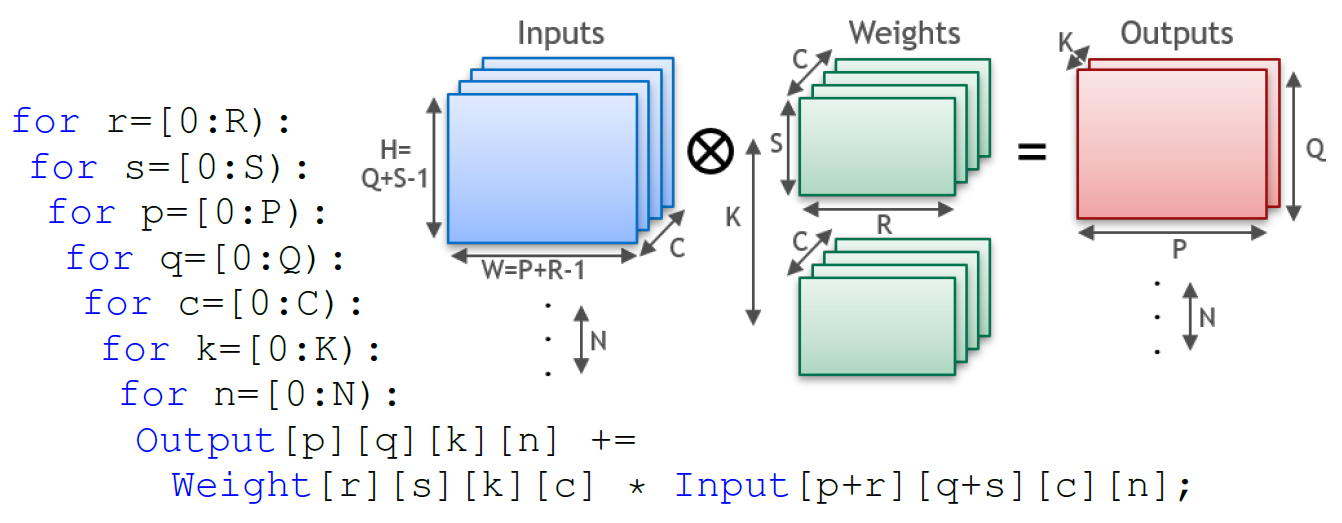 for r=[0:R):
for s=[0:S):
for p=[0:P):
for q=[0:Q):
for c=[0:C):
for k=[0:K):
for n=[0:N):
Output[p][q][k][n] +=
Weight[r][s][k][c] * Input[p+r][q+s][c][n];
Inputs
H=
Q+S-1
C
W=P+R-1
N
Weights
C
S
K
R
C
=
Outputs
K
Q
P
N